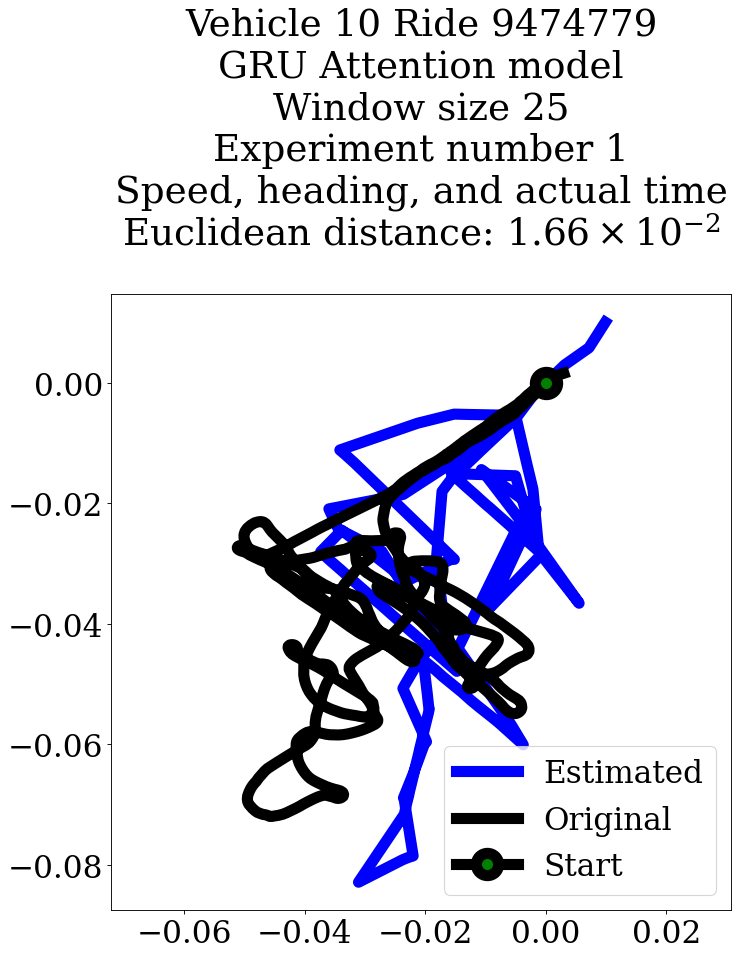 Vehicle 10 Ride 9474779
GRU Attention model
Window size 25
Experiment number 1
Speed, heading, and actual time
Euclidean distance: 1.66 × 10⁻²
0.00
−0.02
−0.04
−0.06
−0.08
Estimated
Original
Start
−0.06 −0.04 −0.02 0.00 0.02